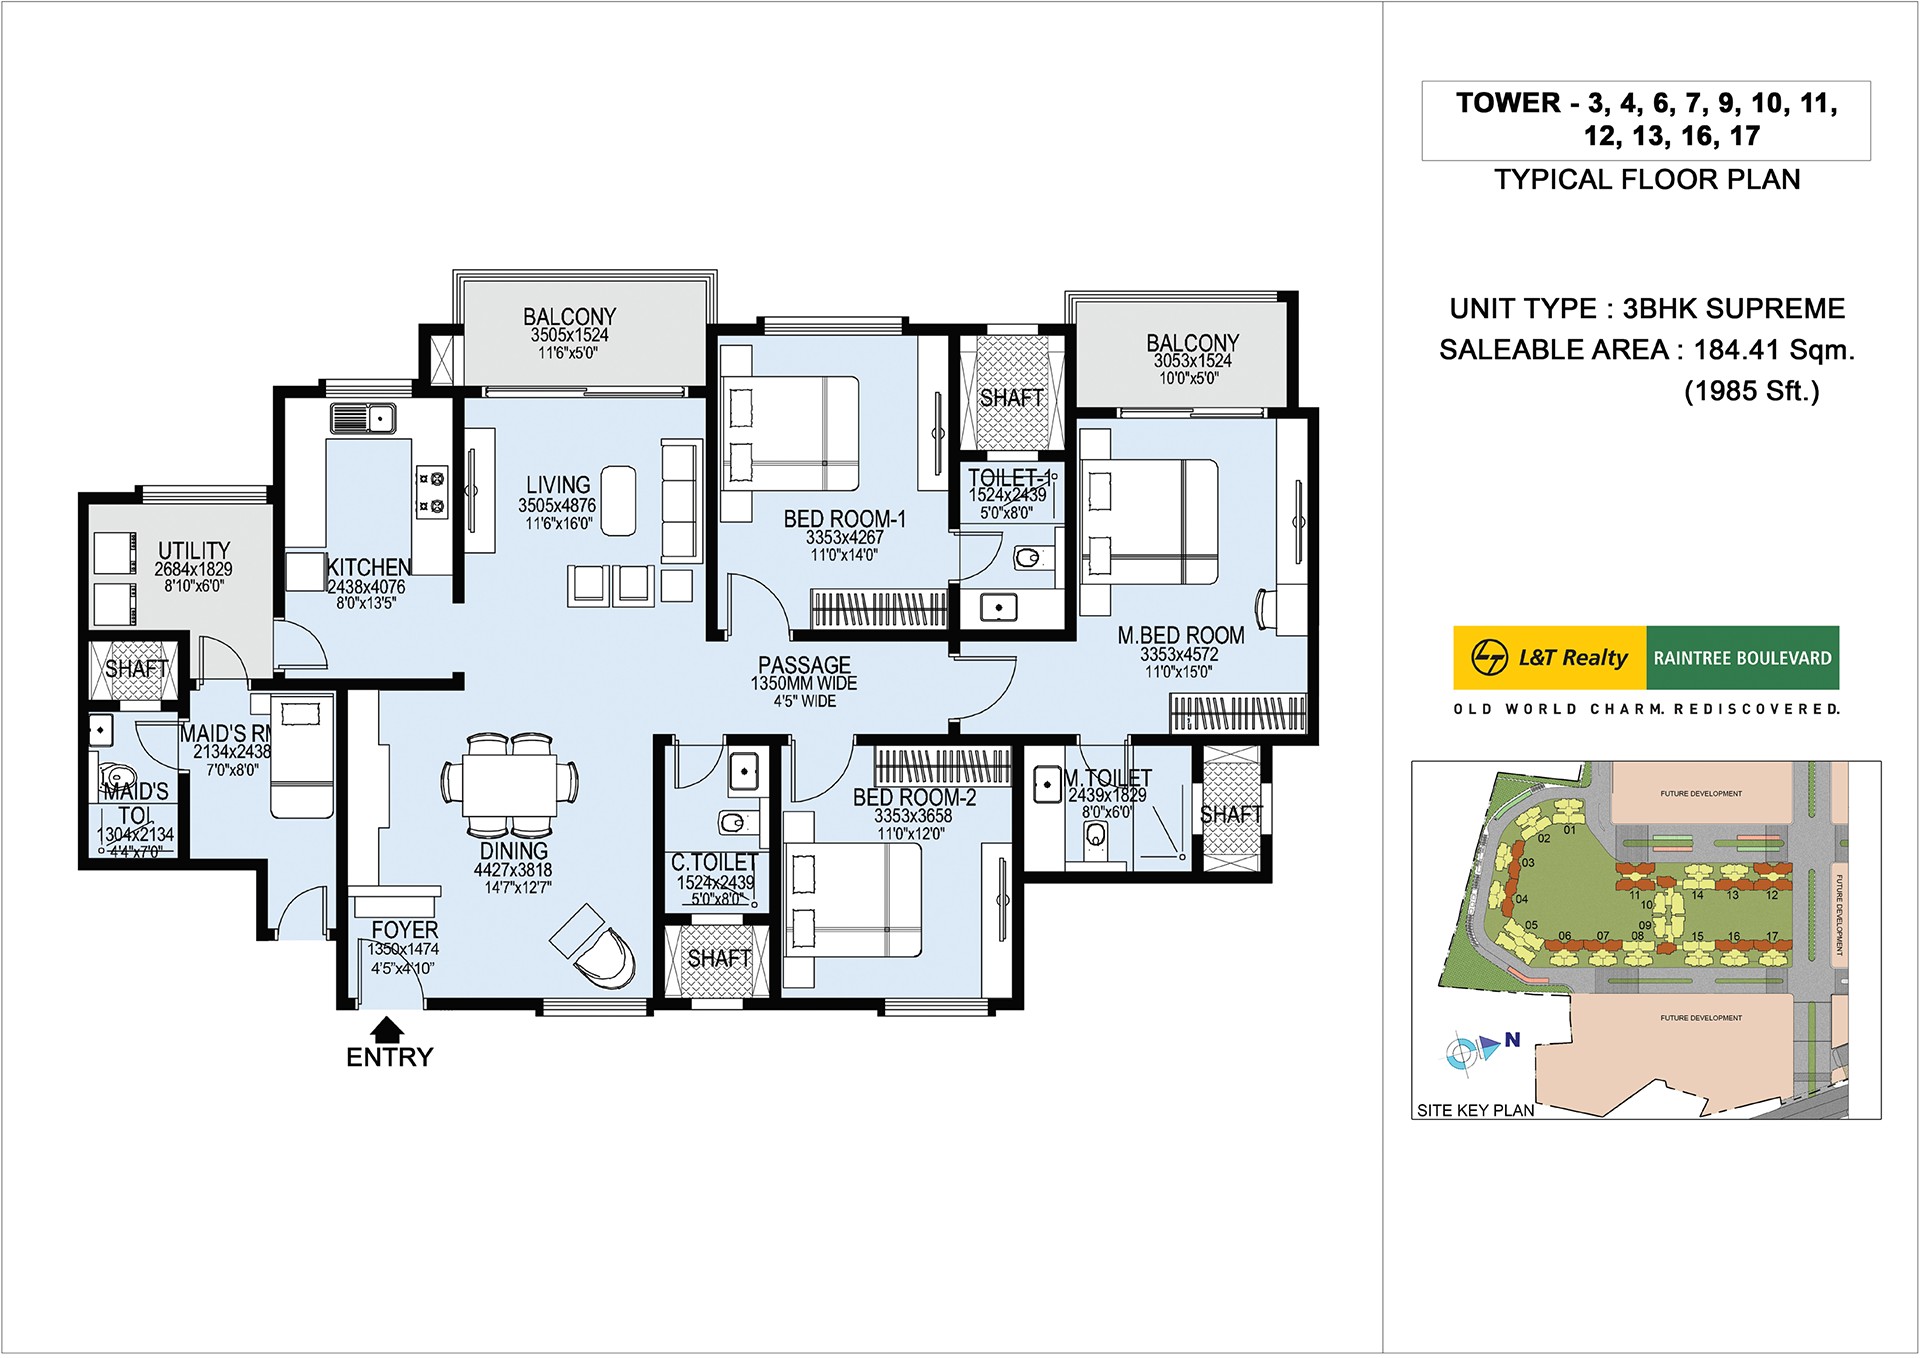 TOWER - 3, 4, 6, 7, 9, 10, 11,
12, 13, 16, 17
TYPICAL FLOOR PLAN
UNIT TYPE : 3BHK SUPREME
SALEABLE AREA : 184.41 Sqm.
(1985 Sft.)
BALCONY
3505x1524
11'6"x5'0"
BALCONY
3053x1524
10'0"x5'0"
SHAFT
LIVING
3505x4876
11'6"x16'0"
TOILET-1
1524x2439
5'0"x8'0"
BED ROOM-1
3353x4267
11'0"x14'0"
UTILITY
2684x1829
8'10"x6'0"
KITCHEN
2438x4076
8'0"x13'5"
M.BED ROOM
3353x4572
11'0"x15'0"
SHAFT
PASSAGE
1350MM WIDE
4'5" WIDE
MAID'S RM
2134x2438
7'0"x8'0"
MAID'S
TOI.
1304x2134
4'4"x7'0"
M.TOILET
2439x1829
8'0"x6'0"
SHAFT
BED ROOM-2
3353x3658
11'0"x12'0"
DINING
4427x3818
14'7"x12'7"
C.TOILET
1524x2439
5'0"x8'0"
FOYER
1350x1474
4'5"x4'10"
SHAFT
ENTRY
LT L&T Realty RAINTREE BOULEVARD
OLD WORLD CHARM. REDISCOVERED.
FUTURE DEVELOPMENT
01
02
03
04
05
06 07 08
09
10
11
14 13 12
15 16 17
FUTURE DEVELOPMENT
FUTURE DEVELOPMENT
N
SITE KEY PLAN